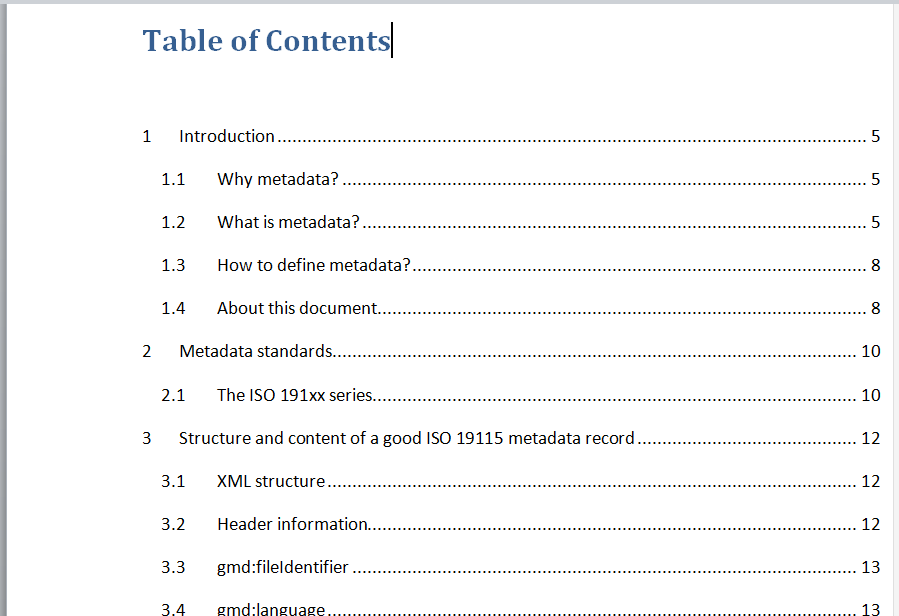 Table of Contents
1 Introduction ........................................................................................................................ 5
1.1 Why metadata? ........................................................................................................... 5
1.2 What is metadata? ....................................................................................................... 5
1.3 How to define metadata? ............................................................................................. 8
1.4 About this document.................................................................................................... 8
2 Metadata standards........................................................................................................... 10
2.1 The ISO 191xx series.................................................................................................. 10
3 Structure and content of a good ISO 19115 metadata record ............................................. 12
3.1 XML structure ............................................................................................................ 12
3.2 Header information..................................................................................................... 12
3.3 gmd:fileIdentifier ....................................................................................................... 13
3.4 gmd:language ............................................................................................................ 13